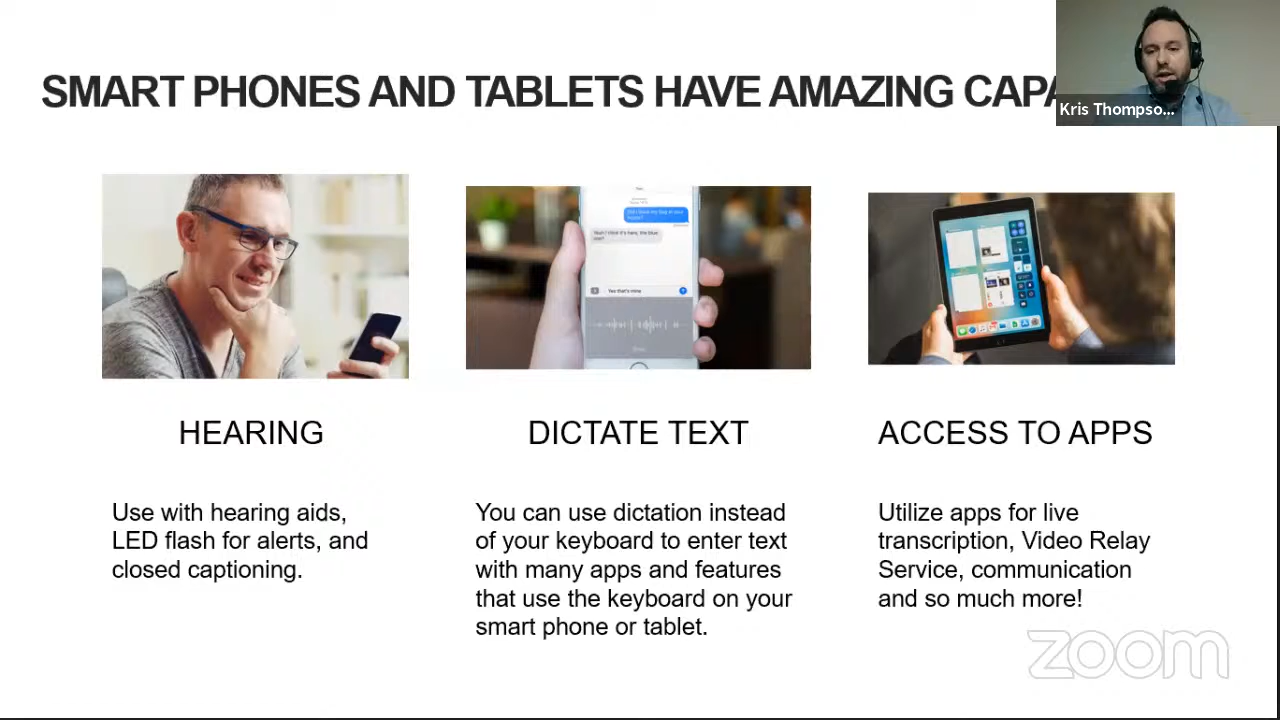 SMART PHONES AND TABLETS HAVE AMAZING CAPA
Kris Thompso...
Yes that's mine
HEARING
DICTATE TEXT
ACCESS TO APPS
Use with hearing aids,
LED flash for alerts, and
closed captioning.
You can use dictation instead
of your keyboard to enter text
with many apps and features
that use the keyboard on your
smart phone or tablet.
Utilize apps for live
transcription, Video Relay
Service, communication
and so much more!
zoom